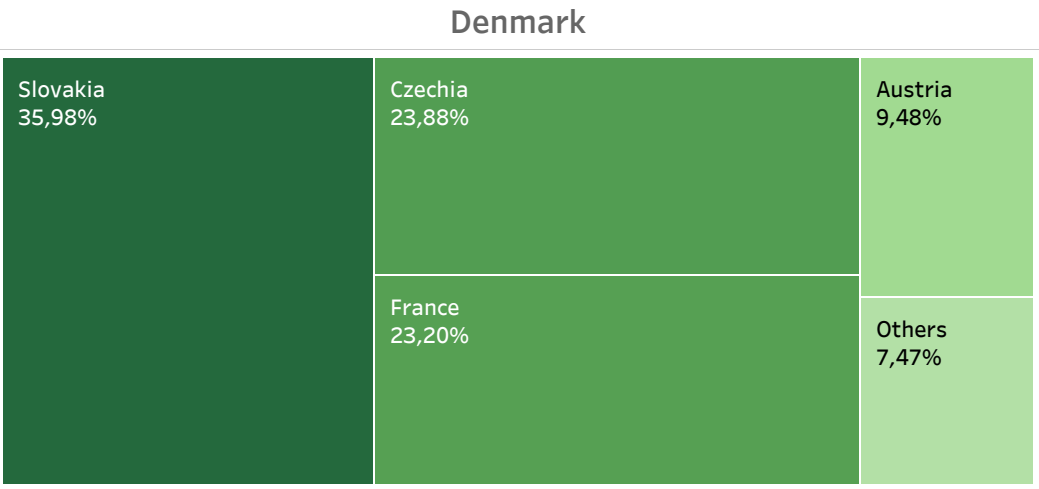 Denmark
Slovakia
35,98%
Czechia
23,88%
France
23,20%
Austria
9,48%
Others
7,47%